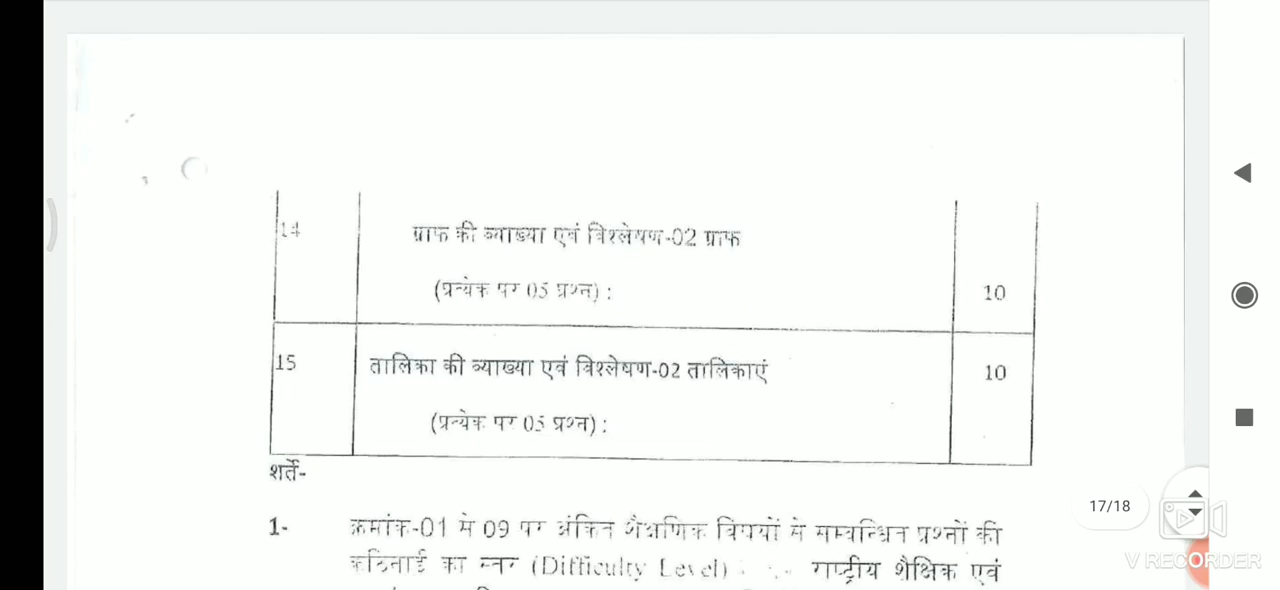 14
ग्राफ की व्याख्या एवं विश्लेषण-02 ग्राफ
(प्रत्येक पर 05 प्रश्न) :
10
15
तालिका की व्याख्या एवं विश्लेषण-02 तालिकाएं
10
(प्रत्येक पर 05 प्रश्न) :
शर्ते-
1- क्रमांक-01 से 09 पर अंकित शैक्षणिक विषयों से सम्बन्धित प्रश्नों की
कठिनाई का स्तर (Difficulty Level) राष्ट्रीय शैक्षिक एवं
17/18
V RECORDER